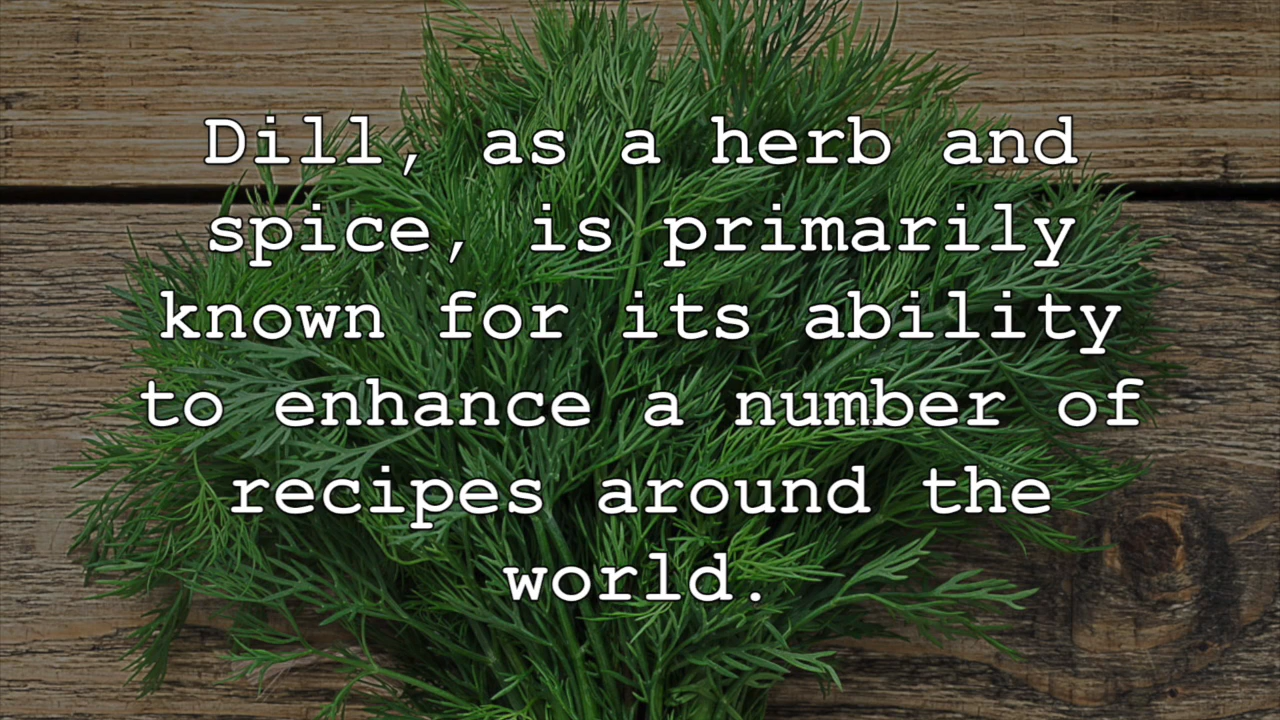 Dill, as a herb and
spice, is primarily
known for its ability
to enhance a number of
recipes around the
world.